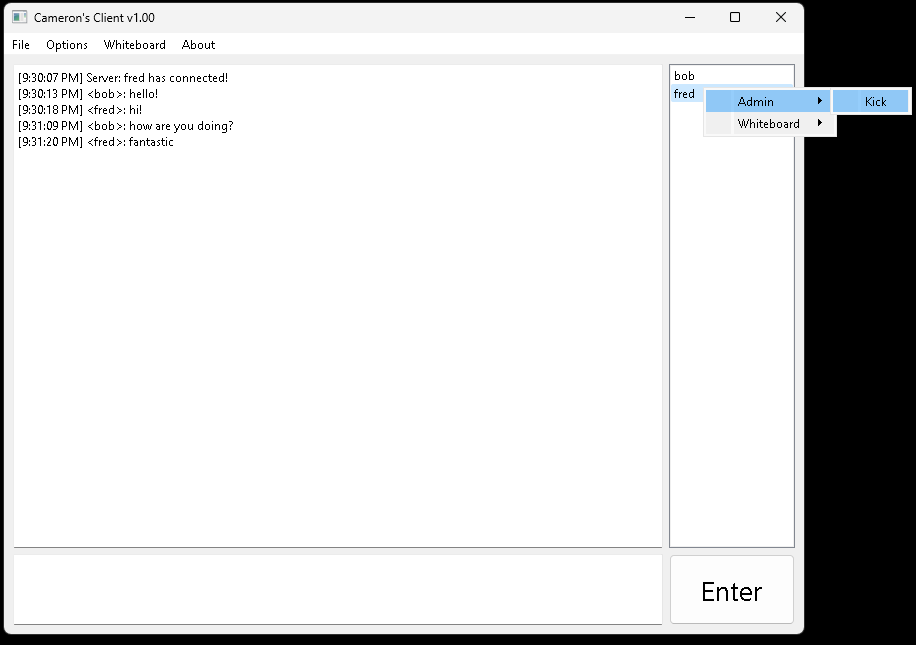 Cameron's Client v1.00
File Options Whiteboard About
[9:30:07 PM] Server: fred has connected!
[9:30:13 PM] <bob>: hello!
[9:30:18 PM] <fred>: hi!
[9:31:09 PM] <bob>: how are you doing?
[9:31:20 PM] <fred>: fantastic
bob
fred
Admin
Kick
Whiteboard
Enter